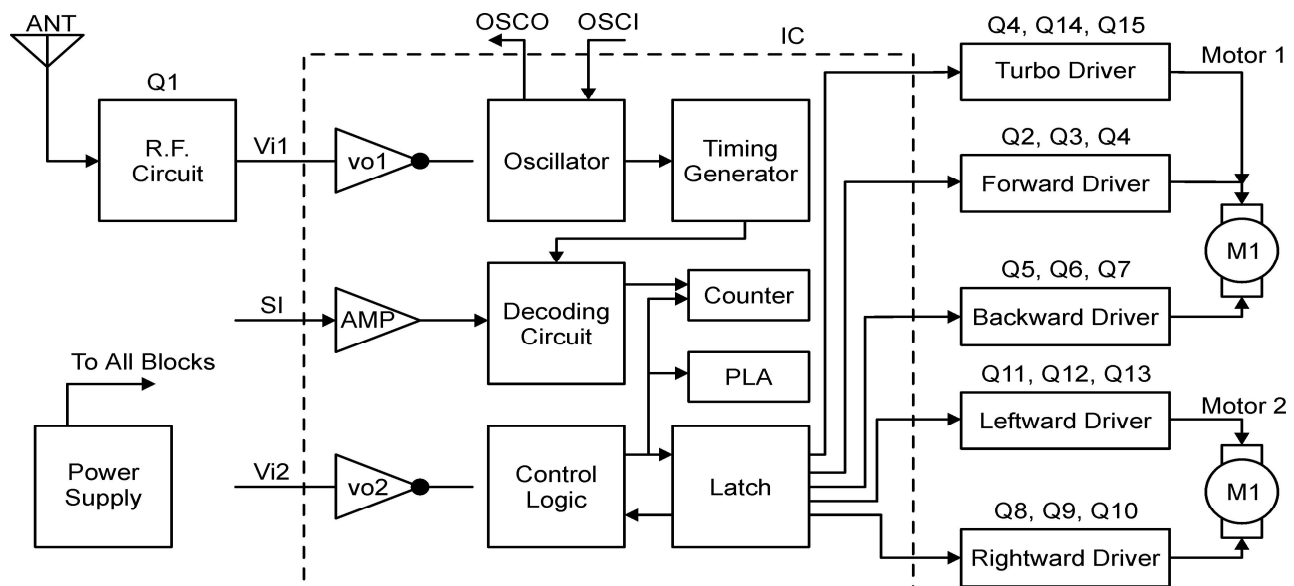 ANT
OSCO
OSCI
IC
Q4, Q14, Q15
Turbo Driver
Motor 1
Q1
R.F.
Circuit
Vi1
vo1
Oscillator
Timing
Generator
Q2, Q3, Q4
Forward Driver
M1
SI
AMP
Decoding
Circuit
Counter
Q5, Q6, Q7
Backward Driver
To All Blocks
PLA
Q11, Q12, Q13
Leftward Driver
Motor 2
Power
Supply
Vi2
vo2
Control
Logic
Latch
M1
Q8, Q9, Q10
Rightward Driver